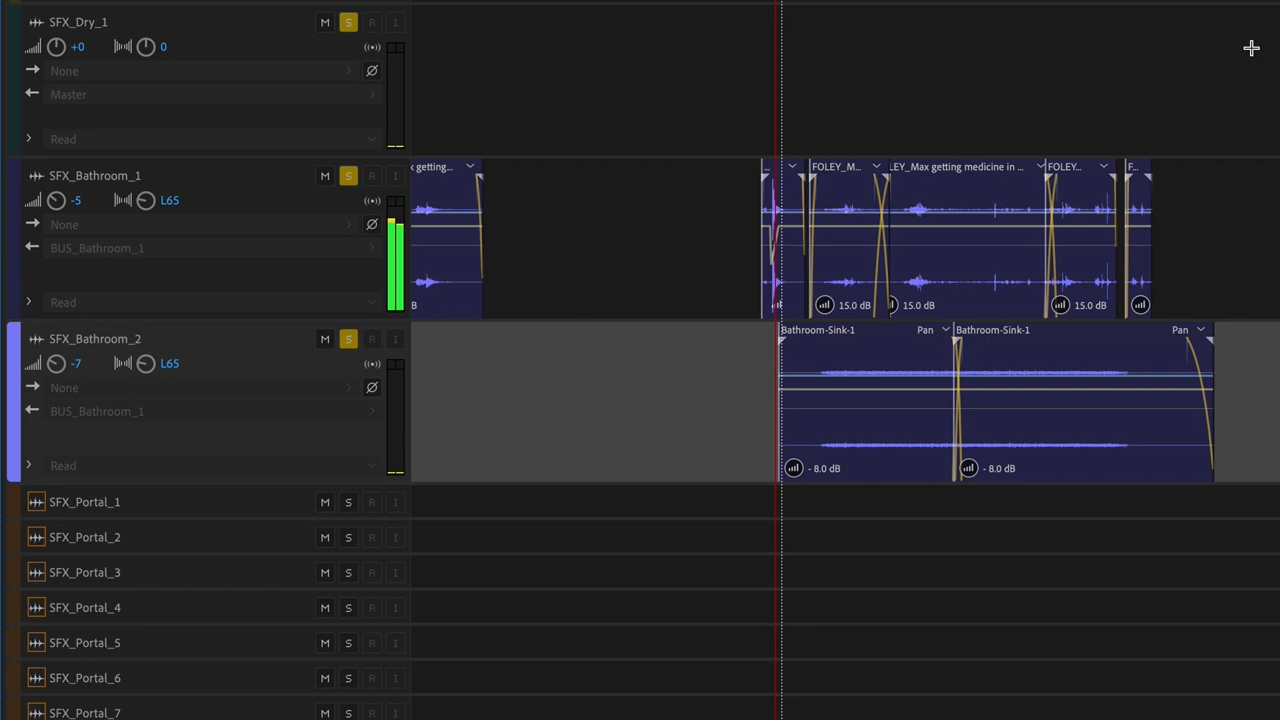 SFX_Dry_1 M S R I
+0 0
None
Master
Read
SFX_Bathroom_1 M S R I
-5 L65
None
BUS_Bathroom_1
Read
getting... FOLEY_M... LEY_Max getting medicine in ... FOLEY... F...
B 15.0 dB 15.0 dB 15.0 dB
SFX_Bathroom_2 M S R I
-7 L65
None
BUS_Bathroom_1
Read
Bathroom-Sink-1 Pan Bathroom-Sink-1 Pan
- 8.0 dB - 8.0 dB
SFX_Portal_1 M S R I
SFX_Portal_2 M S R I
SFX_Portal_3 M S R I
SFX_Portal_4 M S R I
SFX_Portal_5 M S R I
SFX_Portal_6 M S R I
SFX_Portal_7 M S R I